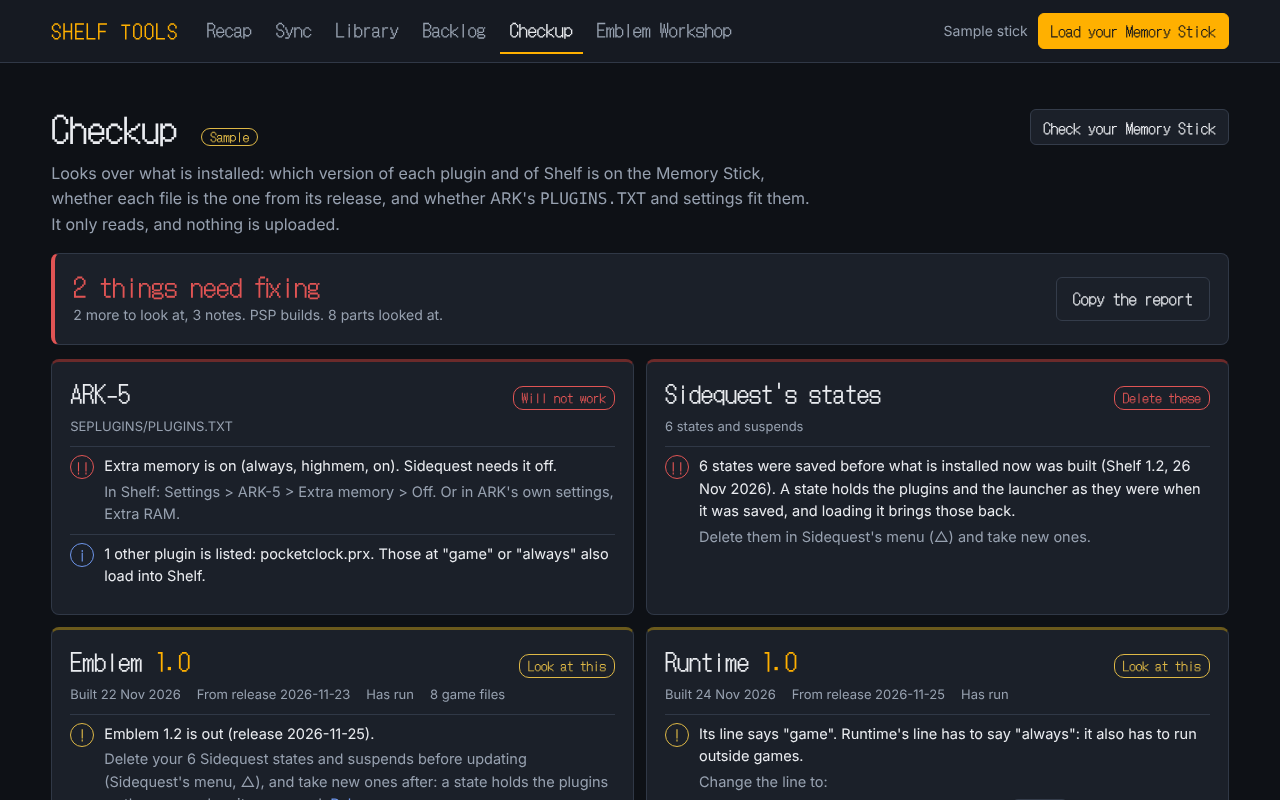 SHELF TOOLS Recap Sync Library Backlog Checkup Emblem Workshop Sample stick Load your Memory Stick
Checkup Sample Check your Memory Stick
Looks over what is installed: which version of each plugin and of Shelf is on the Memory Stick,
whether each file is the one from its release, and whether ARK's PLUGINS.TXT and settings fit them.
It only reads, and nothing is uploaded.
2 things need fixing
2 more to look at, 3 notes. PSP builds. 8 parts looked at.
Copy the report
ARK-5 Will not work
SEPLUGINS/PLUGINS.TXT
!! Extra memory is on (always, highmem, on). Sidequest needs it off.
In Shelf: Settings > ARK-5 > Extra memory > Off. Or in ARK's own settings,
Extra RAM.
i 1 other plugin is listed: pocketclock.prx. Those at "game" or "always" also
load into Shelf.
Sidequest's states Delete these
6 states and suspends
!! 6 states were saved before what is installed now was built (Shelf 1.2, 26
Nov 2026). A state holds the plugins and the launcher as they were when
it was saved, and loading it brings those back.
Delete them in Sidequest's menu (△) and take new ones.
Emblem 1.0 Look at this
Built 22 Nov 2026 From release 2026-11-23 Has run 8 game files
! Emblem 1.2 is out (release 2026-11-25).
Delete your 6 Sidequest states and suspends before updating
(Sidequest's menu, △), and take new ones after: a state holds the plugins
Runtime 1.0 Look at this
Built 24 Nov 2026 From release 2026-11-25 Has run
! Its line says "game". Runtime's line has to say "always": it also has to run
outside games.
Change the line to: